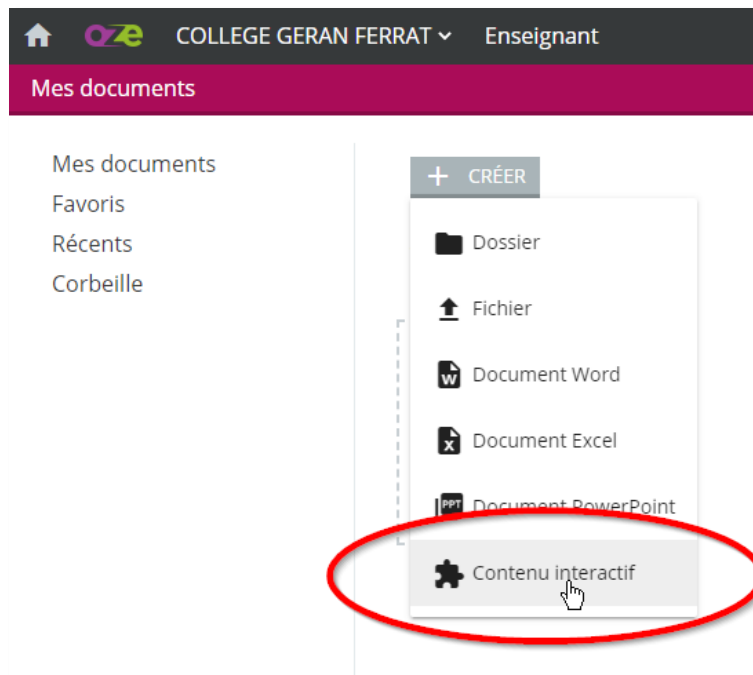 oze COLLEGE GERAN FERRAT Enseignant
Mes documents
Mes documents
Favoris
Récents
Corbeille
+ CRÉER
Dossier
Fichier
W Document Word
X Document Excel
PPT Document PowerPoint
Contenu interactif